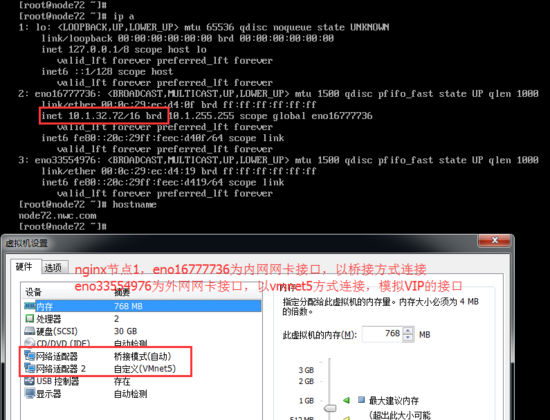 [root@node72 ~]#
[root@node72 ~]# ip a
1: lo: <LOOPBACK,UP,LOWER_UP> mtu 65536 qdisc noqueue state UNKNOWN
link/loopback 00:00:00:00:00:00 brd 00:00:00:00:00:00
inet 127.0.0.1/8 scope host lo
valid_lft forever preferred_lft forever
inet6 ::1/128 scope host
valid_lft forever preferred_lft forever
2: eno16777736: <BROADCAST,MULTICAST,UP,LOWER_UP> mtu 1500 qdisc pfifo_fast state UP qlen 1000
link/ether 00:0c:29:ec:d4:0f brd ff:ff:ff:ff:ff:ff
inet 10.1.32.72/16 brd 10.1.255.255 scope global eno16777736
valid_lft forever preferred_lft forever
inet6 fe80::20c:29ff:feec:d40f/64 scope link
valid_lft forever preferred_lft forever
3: eno33554976: <BROADCAST,MULTICAST,UP,LOWER_UP> mtu 1500 qdisc pfifo_fast state UP qlen 1000
link/ether 00:0c:29:ec:d4:19 brd ff:ff:ff:ff:ff:ff
inet6 fe80::20c:29ff:feec:d419/64 scope link
valid_lft forever preferred_lft forever
[root@node72 ~]# hostname
node72.nwc.com
[root@node72 ~]#
虚拟机设置
硬件 选项
nginx节点1，eno16777736为内网网卡接口，以桥接方式连接
eno33554976为外网网卡接口，以vmnet5方式连接，模拟VIP的接口
设备 摘要
内存 768 MB
处理器 2
硬盘(SCSI) 30 GB
CD/DVD (IDE) 自动检测
网络适配器 桥接模式(自动)
网络适配器 2 自定义(VMnet5)
USB 控制器 存在
显示器 自动检测
内存
指定分配给此虚拟机的内存量。内存大小必须为 4 MB
的倍数。
此虚拟机的内存(M): 768 MB
3 GB
2 GB
1 GB
512 MB
最大建议内存
(超出此大小可能